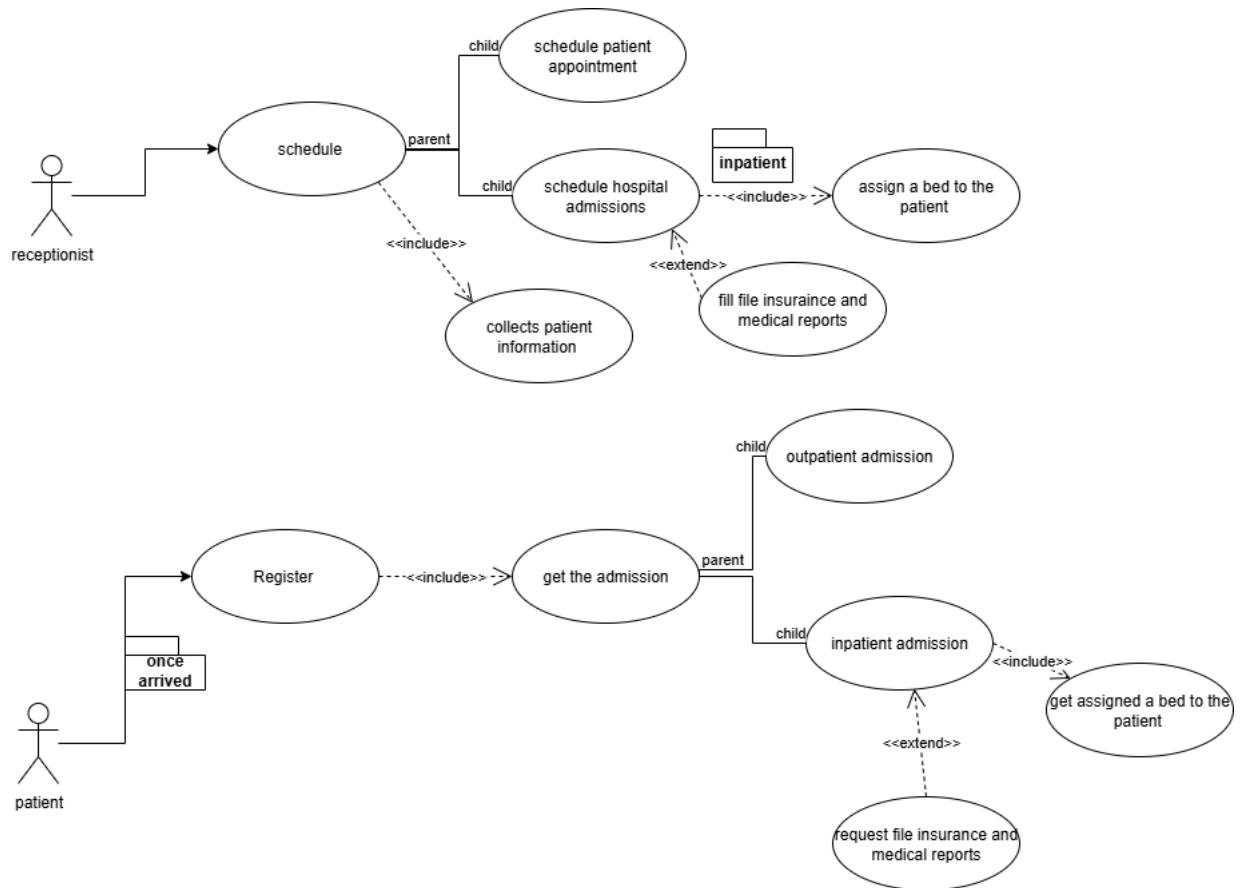 child
schedule patient
appointment
schedule
parent
inpatient
child
schedule hospital
admissions
<<include>>
assign a bed to the
patient
receptionist
<<include>>
<<extend>>
fill file insuraince and
medical reports
collects patient
information
child
outpatient admission
parent
Register
<<include>>
get the admission
child
inpatient admission
once
arrived
<<include>>
get assigned a bed to the
patient
<<extend>>
patient
request file insurance and
medical reports